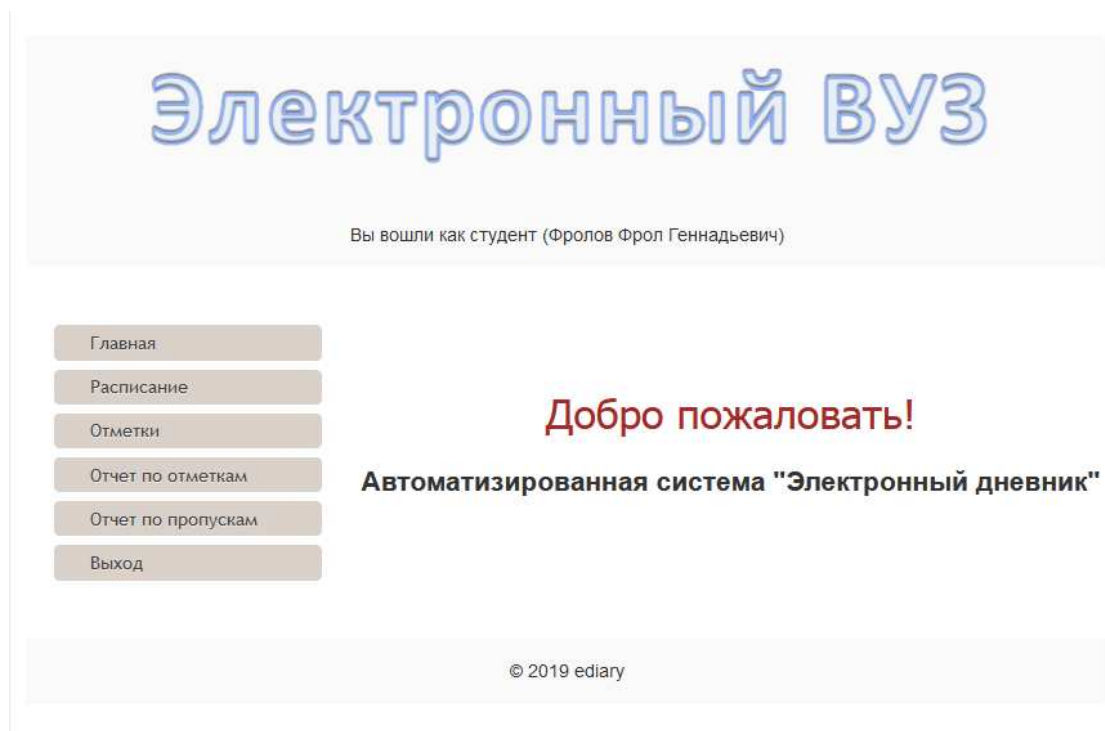 Электронный ВУЗ
Вы вошли как студент (Фролов Фрол Геннадьевич)
Главная
Расписание
Отметки
Отчет по отметкам
Отчет по пропускам
Выход
Добро пожаловать!
Автоматизированная система "Электронный дневник"
© 2019 ediary